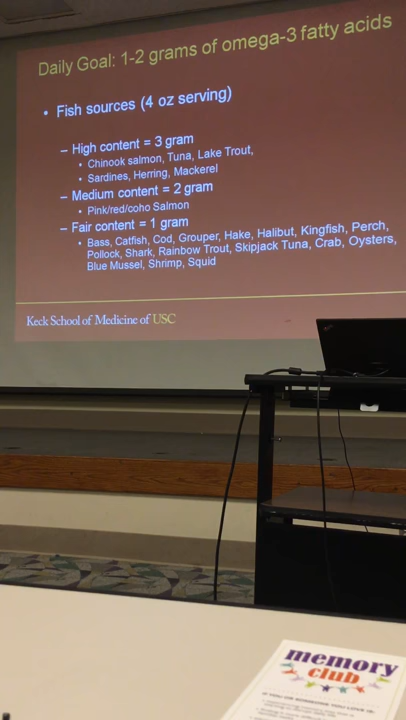 Daily Goal: 1-2 grams of omega-3 fatty acids
• Fish sources (4 oz serving)
– High content = 3 gram
• Chinook salmon, Tuna, Lake Trout,
• Sardines, Herring, Mackerel
– Medium content = 2 gram
• Pink/red/coho Salmon
– Fair content = 1 gram
• Bass, Catfish, Cod, Grouper, Hake, Halibut, Kingfish, Perch,
Pollock, Shark, Rainbow Trout, Skipjack Tuna, Crab, Oysters,
Blue Mussel, Shrimp, Squid
Keck School of Medicine of USC
memory
club